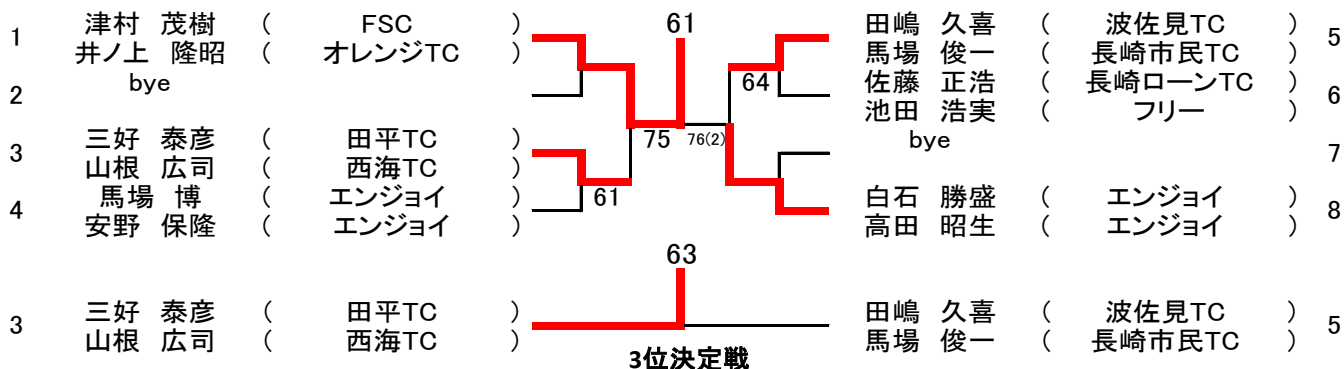 1 津村 茂樹 ( FSC ) 61 田嶋 久喜 ( 波佐見TC ) 5
井ノ上 隆昭 ( オレンジTC ) 馬場 俊一 ( 長崎市民TC )
2 bye 64 佐藤 正浩 ( 長崎ローンTC ) 6
池田 浩実 ( フリー )
3 三好 泰彦 ( 田平TC ) 75 76(2) bye 7
山根 広司 ( 西海TC )
4 馬場 博 ( エンジョイ ) 61 白石 勝盛 ( エンジョイ ) 8
安野 保隆 ( エンジョイ ) 高田 昭生 ( エンジョイ )
63
3 三好 泰彦 ( 田平TC ) 田嶋 久喜 ( 波佐見TC ) 5
山根 広司 ( 西海TC ) 馬場 俊一 ( 長崎市民TC )
3位決定戦